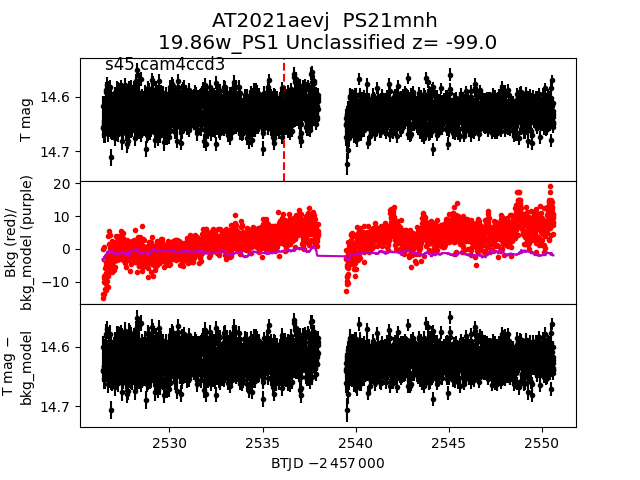 AT2021aevj  PS21mnh
19.86w_PS1 Unclassified z= -99.0
s45 cam4ccd3
14.6
14.7
T mag
20
10
0
−10
Bkg (red)/
bkg_model (purple)
14.6
14.7
T mag −
bkg_model
2530
2535
2540
2545
2550
BTJD −2 457 000